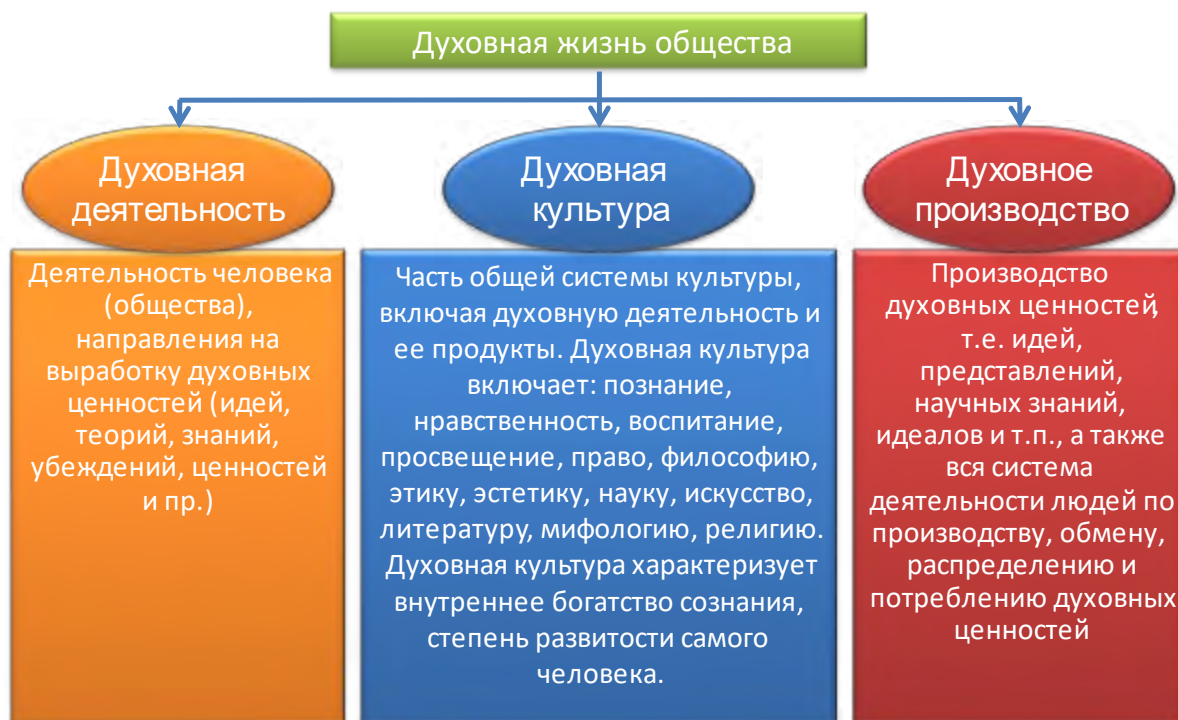 Духовная жизнь общества
Духовная
деятельность
Деятельность человека
(общества),
направления на
выработку духовных
ценностей (идей,
теорий, знаний,
убеждений, ценностей
и пр.)
Духовная
культура
Часть общей системы культуры,
включая духовную деятельность и
ее продукты. Духовная культура
включает: познание,
нравственность, воспитание,
просвещение, право, философию,
этику, эстетику, науку, искусство,
литературу, мифологию, религию.
Духовная культура характеризует
внутреннее богатство сознания,
степень развитости самого
человека.
Духовное
производство
Производство
духовных ценностей,
т.е. идей,
представлений,
научных знаний,
идеалов и т.п., а также
вся система
деятельности людей по
производству, обмену,
распределению и
потреблению духовных
ценностей